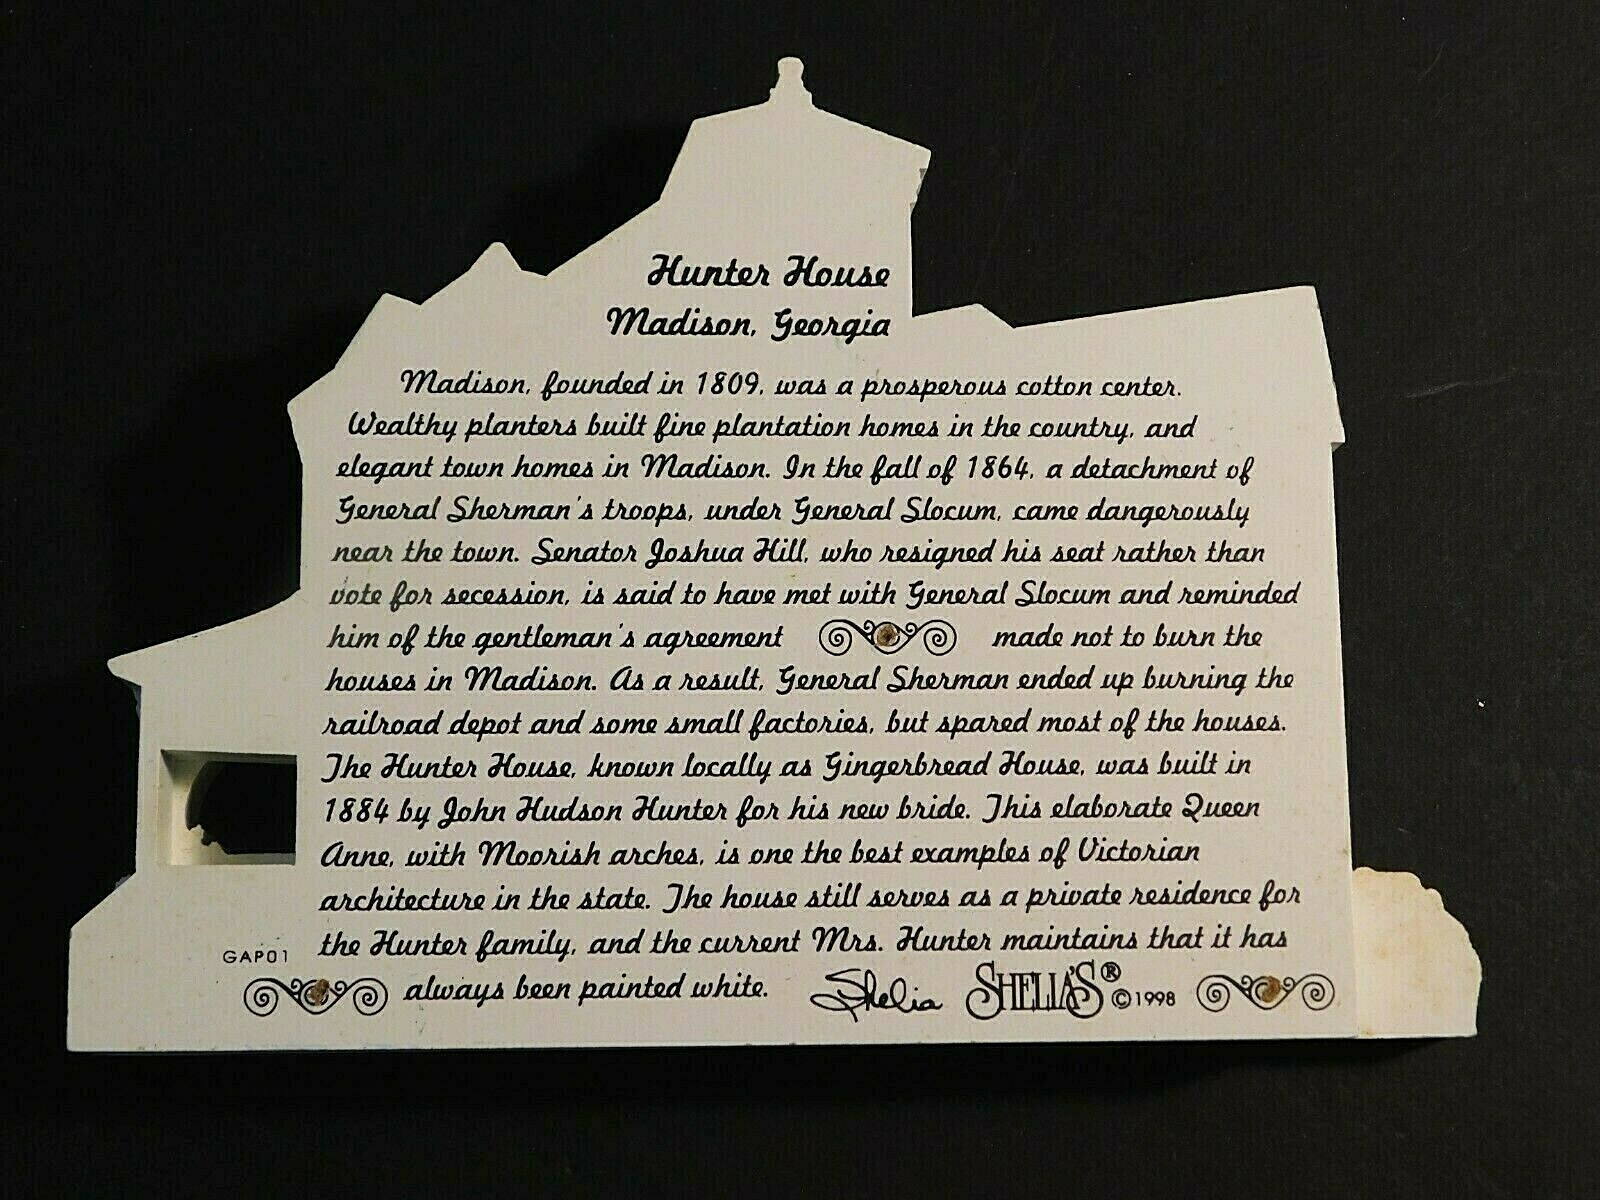 Hunter House
Madison, Georgia
Madison, founded in 1809, was a prosperous cotton center.
Wealthy planters built fine plantation homes in the country, and
elegant town homes in Madison. In the fall of 1864, a detachment of
General Sherman's troops, under General Slocum, came dangerously
near the town. Senator Joshua Hill, who resigned his seat rather than
vote for secession, is said to have met with General Slocum and reminded
him of the gentleman's agreement made not to burn the
houses in Madison. As a result, General Sherman ended up burning the
railroad depot and some small factories, but spared most of the houses.
The Hunter House, known locally as Gingerbread House, was built in
1884 by John Hudson Hunter for his new bride. This elaborate Queen
Anne, with Moorish arches, is one the best examples of Victorian
architecture in the state. The house still serves as a private residence for
the Hunter family, and the current Mrs. Hunter maintains that it has
GAP01
always been painted white. Shelia SHELIA'S® ©1998